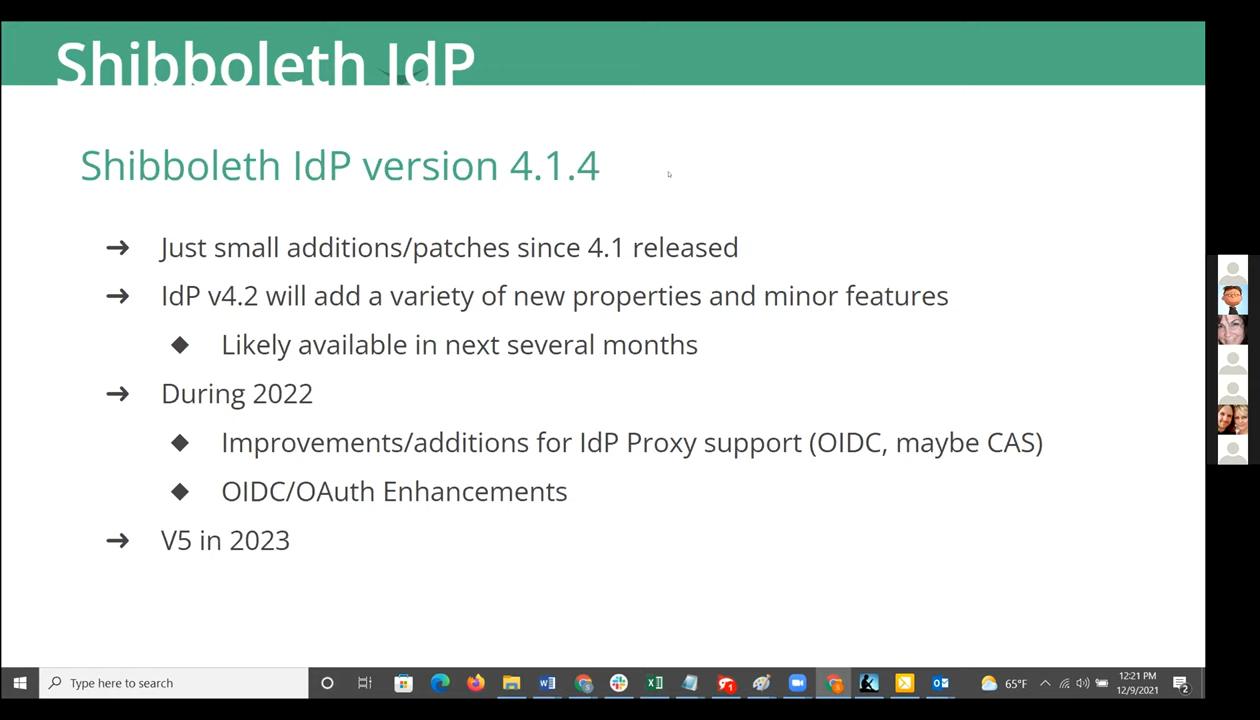 Shibboleth IdP
Shibboleth IdP version 4.1.4
➔ Just small additions/patches since 4.1 released
➔ IdP v4.2 will add a variety of new properties and minor features
◆ Likely available in next several months
➔ During 2022
◆ Improvements/additions for IdP Proxy support (OIDC, maybe CAS)
◆ OIDC/OAuth Enhancements
➔ V5 in 2023
Type here to search
65°F
12:21 PM
12/9/2021
2